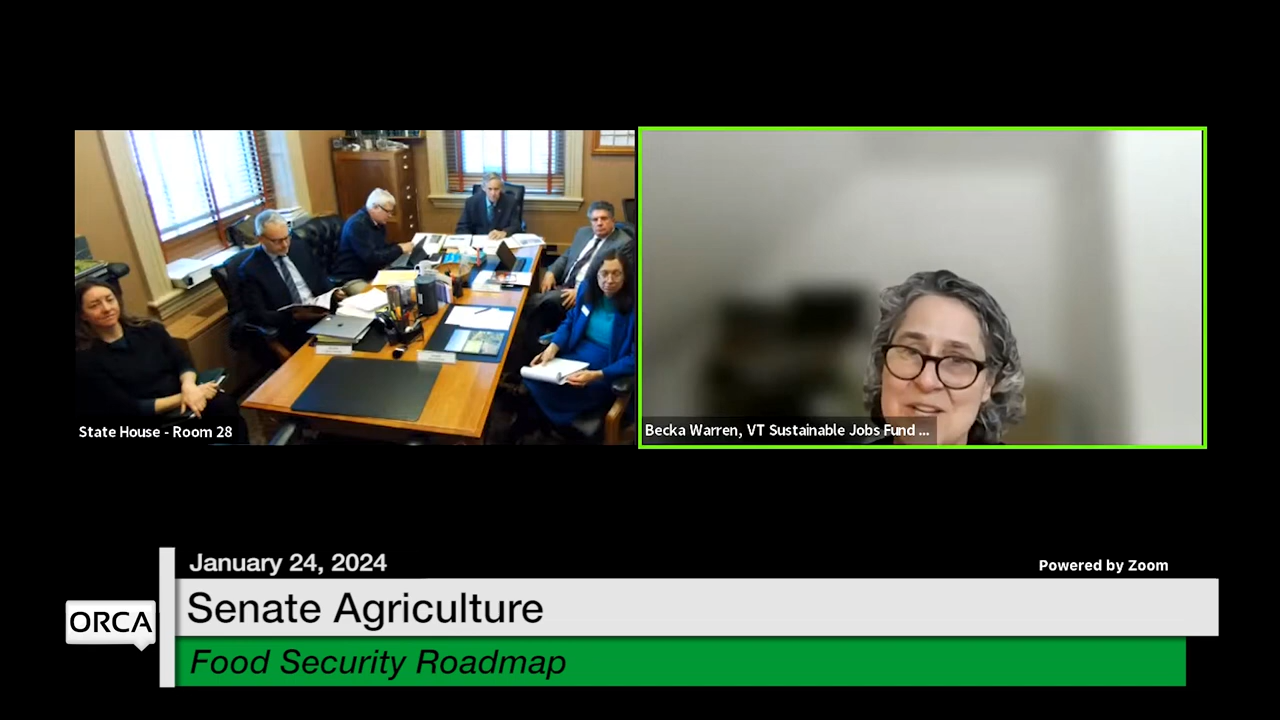 State House - Room 28
Becka Warren, VT Sustainable Jobs Fund ...
January 24, 2024
Powered by Zoom
Senate Agriculture
ORCA
Food Security Roadmap